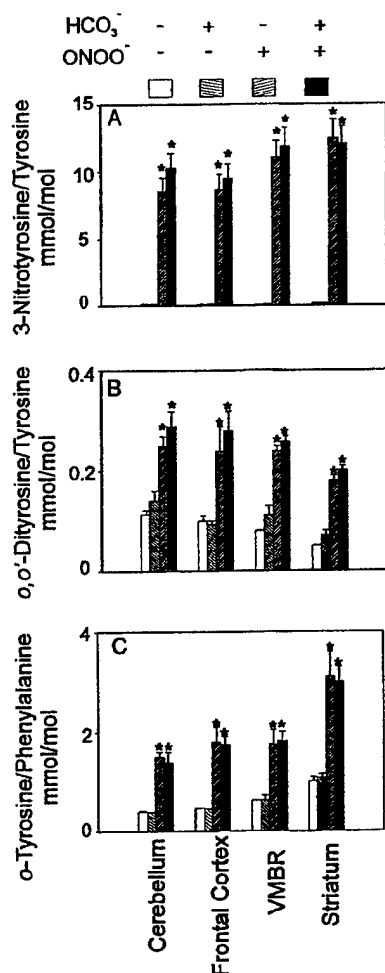 HCO₃⁻ - + - +
ONOO⁻ - - + +
A
3-Nitrotyrosine/Tyrosine
mmol/mol
15
10
5
0
* * * * * * * *
B
o,o'-Dityrosine/Tyrosine
mmol/mol
0.4
0.2
0
* * * * * * * *
C
o-Tyrosine/Phenylalanine
mmol/mol
4
2
0
* * * * * * * *
Cerebellum
Frontal Cortex
VMBR
Striatum